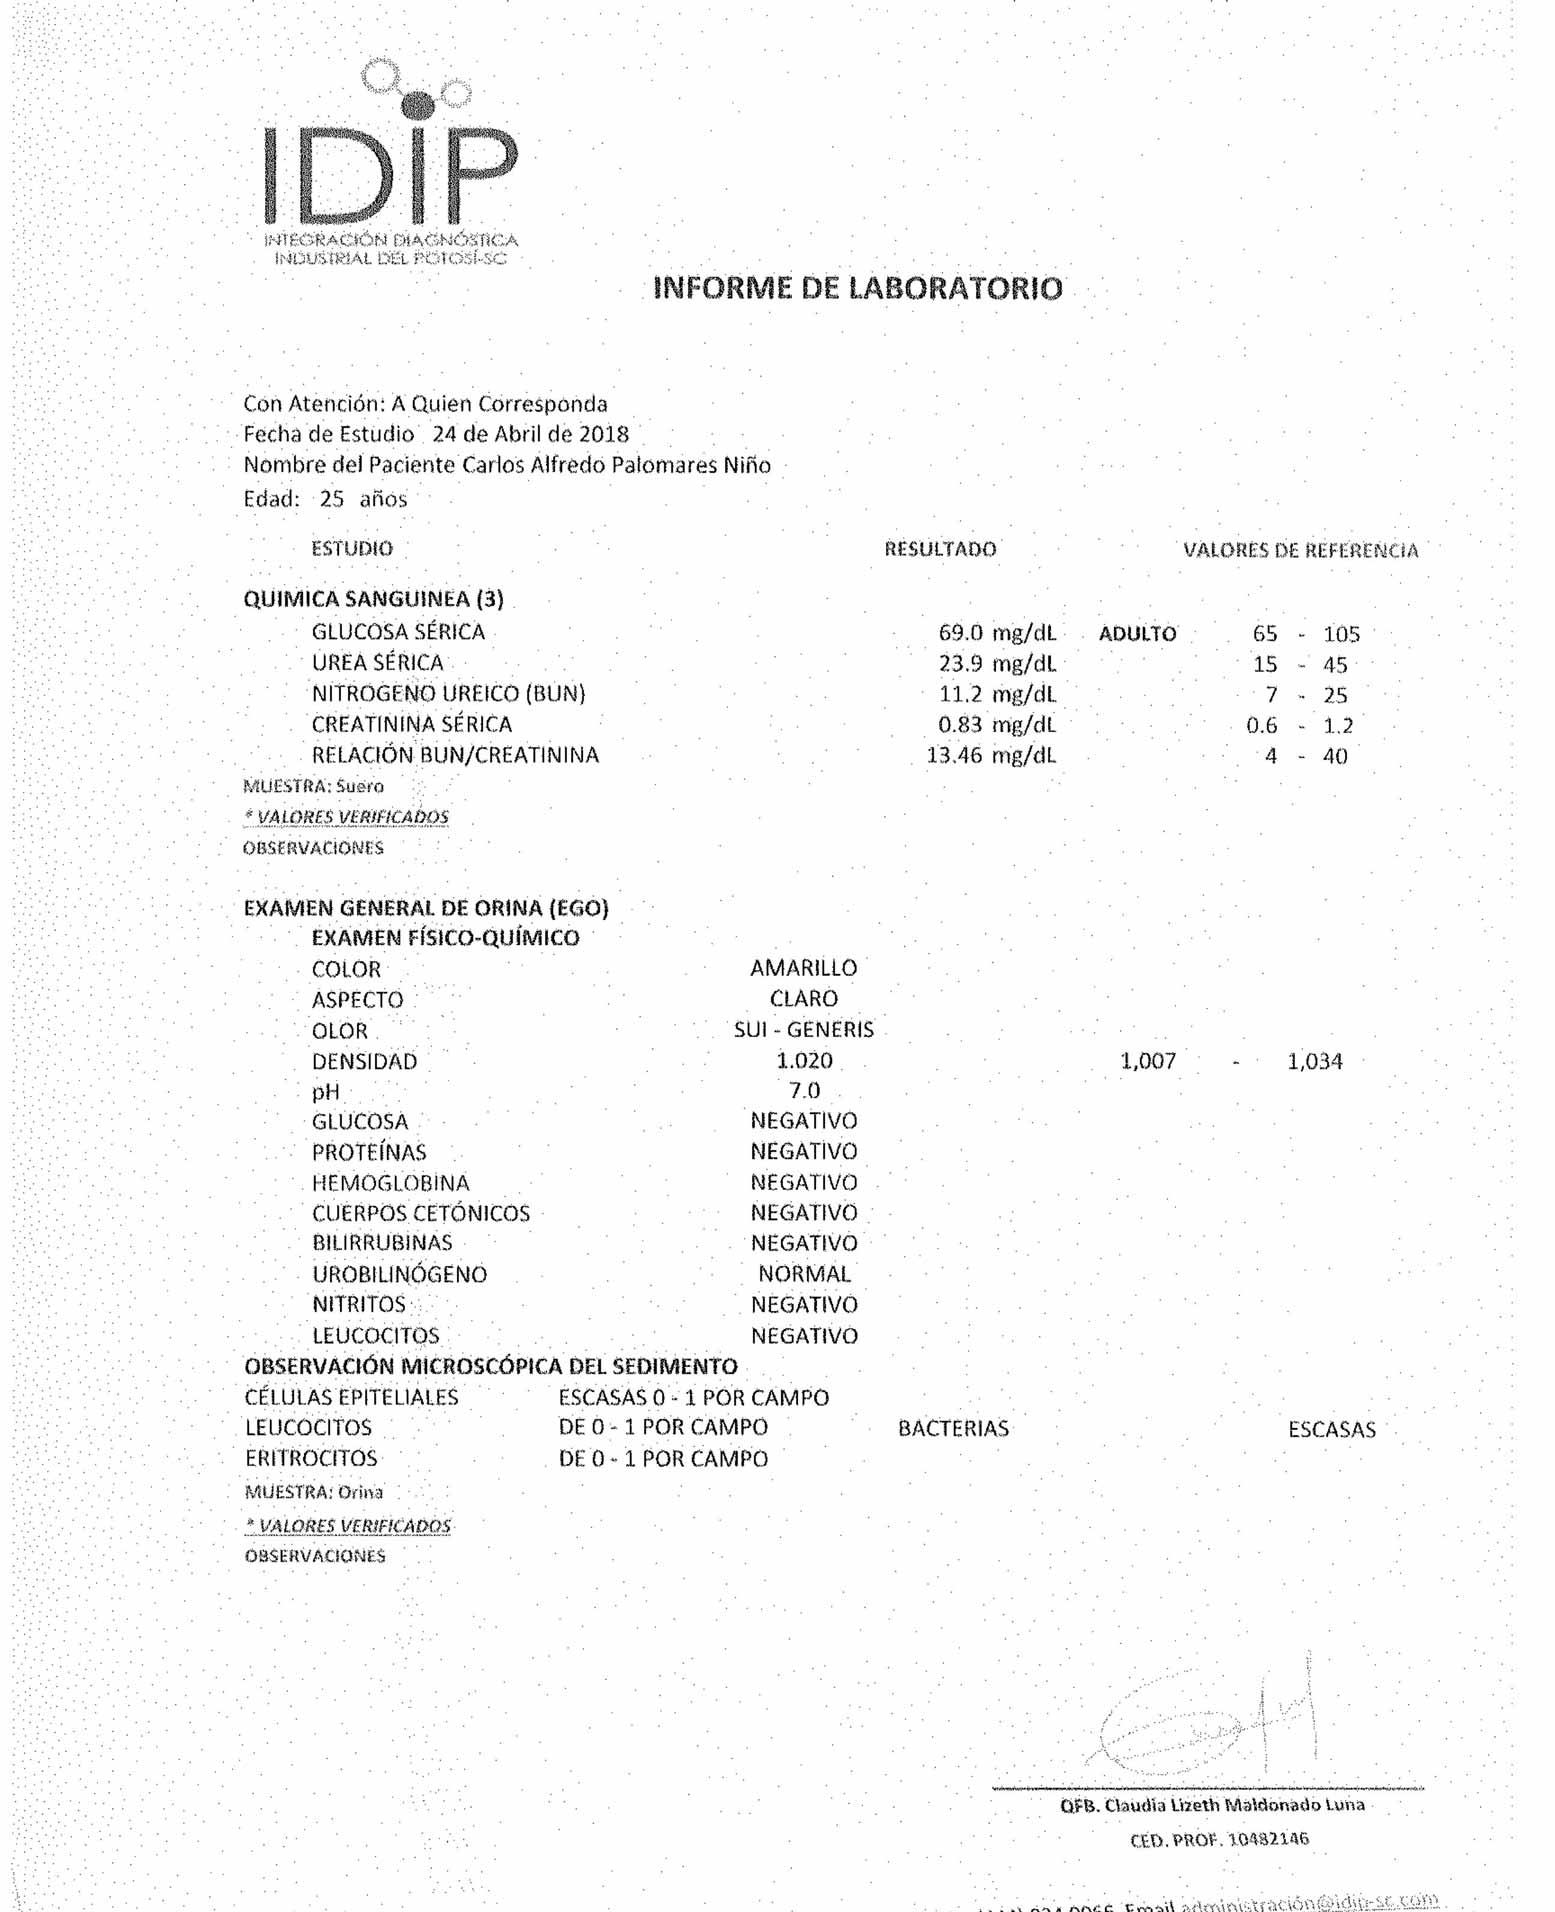 IDIP
INTEGRACIÓN DIAGNÓSTICA
INDUSTRIAL DEL POTOSÍ-SC
INFORME DE LABORATORIO
Con Atención: A Quien Corresponda
Fecha de Estudio 24 de Abril de 2018
Nombre del Paciente Carlos Alfredo Palomares Niño
Edad: 25 años
ESTUDIO RESULTADO VALORES DE REFERENCIA
QUIMICA SANGUINEA (3)
GLUCOSA SÉRICA 69.0 mg/dL ADULTO 65 - 105
UREA SÉRICA 23.9 mg/dL 15 - 45
NITROGENO UREICO (BUN) 11.2 mg/dL 7 - 25
CREATININA SÉRICA 0.83 mg/dL 0.6 - 1.2
RELACIÓN BUN/CREATININA 13.46 mg/dL 4 - 40
MUESTRA: Suero
* VALORES VERIFICADOS
OBSERVACIONES
EXAMEN GENERAL DE ORINA (EGO)
EXAMEN FÍSICO-QUÍMICO
COLOR AMARILLO
ASPECTO CLARO
OLOR SUI - GENERIS
DENSIDAD 1.020 1,007 - 1,034
pH 7.0
GLUCOSA NEGATIVO
PROTEÍNAS NEGATIVO
HEMOGLOBINA NEGATIVO
CUERPOS CETÓNICOS NEGATIVO
BILIRRUBINAS NEGATIVO
UROBILINÓGENO NORMAL
NITRITOS NEGATIVO
LEUCOCITOS NEGATIVO
OBSERVACIÓN MICROSCÓPICA DEL SEDIMENTO
CÉLULAS EPITELIALES ESCASAS 0 - 1 POR CAMPO
LEUCOCITOS DE 0 - 1 POR CAMPO BACTERIAS ESCASAS
ERITROCITOS DE 0 - 1 POR CAMPO
MUESTRA: Orina
* VALORES VERIFICADOS
OBSERVACIONES
QFB. Claudia Lizeth Maldonado Luna
CED. PROF. 10482146
Email administración@idip-sc.com